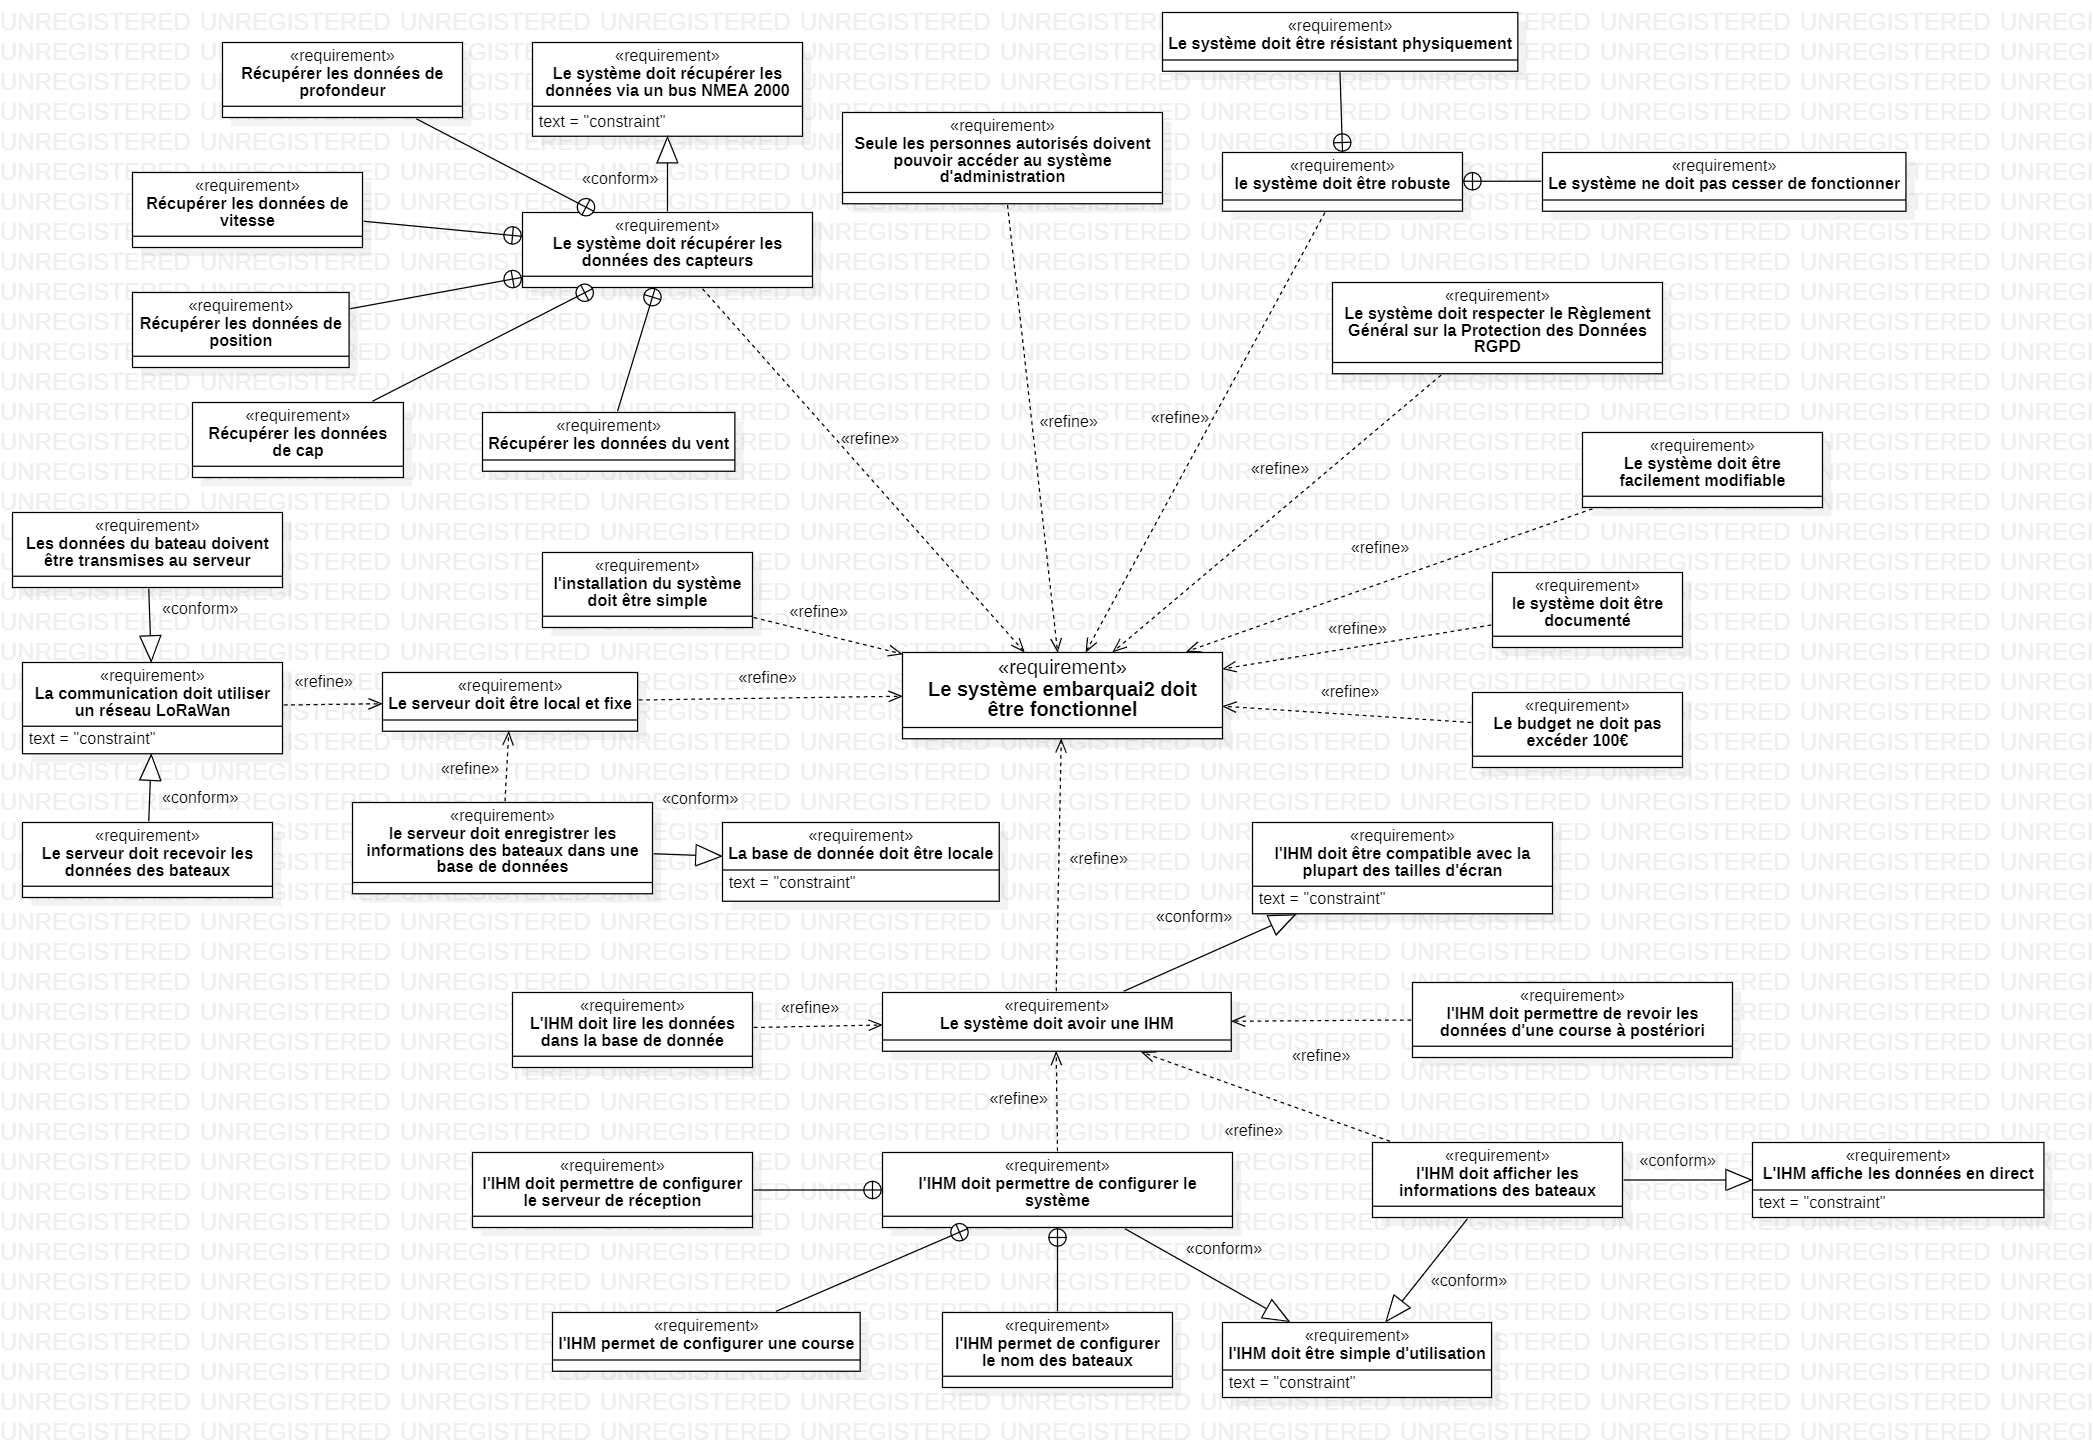 «requirement»
Le système doit être résistant physiquement
«requirement»
Récupérer les données de
profondeur
«requirement»
Le système doit récupérer les
données via un bus NMEA 2000
text = "constraint"
«requirement»
Seule les personnes autorisés doivent
pouvoir accéder au système
d'administration
«requirement»
le système doit être robuste
«requirement»
Le système ne doit pas cesser de fonctionner
«conform»
«requirement»
Récupérer les données de
vitesse
«requirement»
Le système doit récupérer les
données des capteurs
«requirement»
Récupérer les données de
position
«requirement»
Le système doit respecter le Règlement
Général sur la Protection des Données
RGPD
«requirement»
Récupérer les données
de cap
«requirement»
Récupérer les données du vent
«refine»
«refine»
«refine»
«refine»
«requirement»
Le système doit être
facilement modifiable
«requirement»
Les données du bateau doivent
être transmises au serveur
«conform»
«requirement»
l'installation du système
doit être simple
«refine»
«refine»
«requirement»
le système doit être
documenté
«refine»
«requirement»
La communication doit utiliser
un réseau LoRaWan
text = "constraint"
«refine»
«requirement»
Le serveur doit être local et fixe
«refine»
«requirement»
Le système embarquai2 doit
être fonctionnel
«refine»
«requirement»
Le budget ne doit pas
excéder 100€
«conform»
«refine»
«conform»
«requirement»
Le serveur doit recevoir les
données des bateaux
«requirement»
le serveur doit enregistrer les
informations des bateaux dans une
base de données
«requirement»
La base de donnée doit être locale
text = "constraint"
«refine»
«requirement»
l'IHM doit être compatible avec la
plupart des tailles d'écran
text = "constraint"
«conform»
«requirement»
L'IHM doit lire les données
dans la base de donnée
«refine»
«requirement»
Le système doit avoir une IHM
«requirement»
l'IHM doit permettre de revoir les
données d'une course à postériori
«refine»
«refine»
«refine»
«requirement»
l'IHM doit permettre de configurer
le serveur de réception
«requirement»
l'IHM doit permettre de configurer le
système
«requirement»
l'IHM doit afficher les
informations des bateaux
«conform»
«requirement»
L'IHM affiche les données en direct
text = "constraint"
«conform»
«conform»
«requirement»
l'IHM permet de configurer une course
«requirement»
l'IHM permet de configurer
le nom des bateaux
«requirement»
l'IHM doit être simple d'utilisation
text = "constraint"
UNREGISTERED